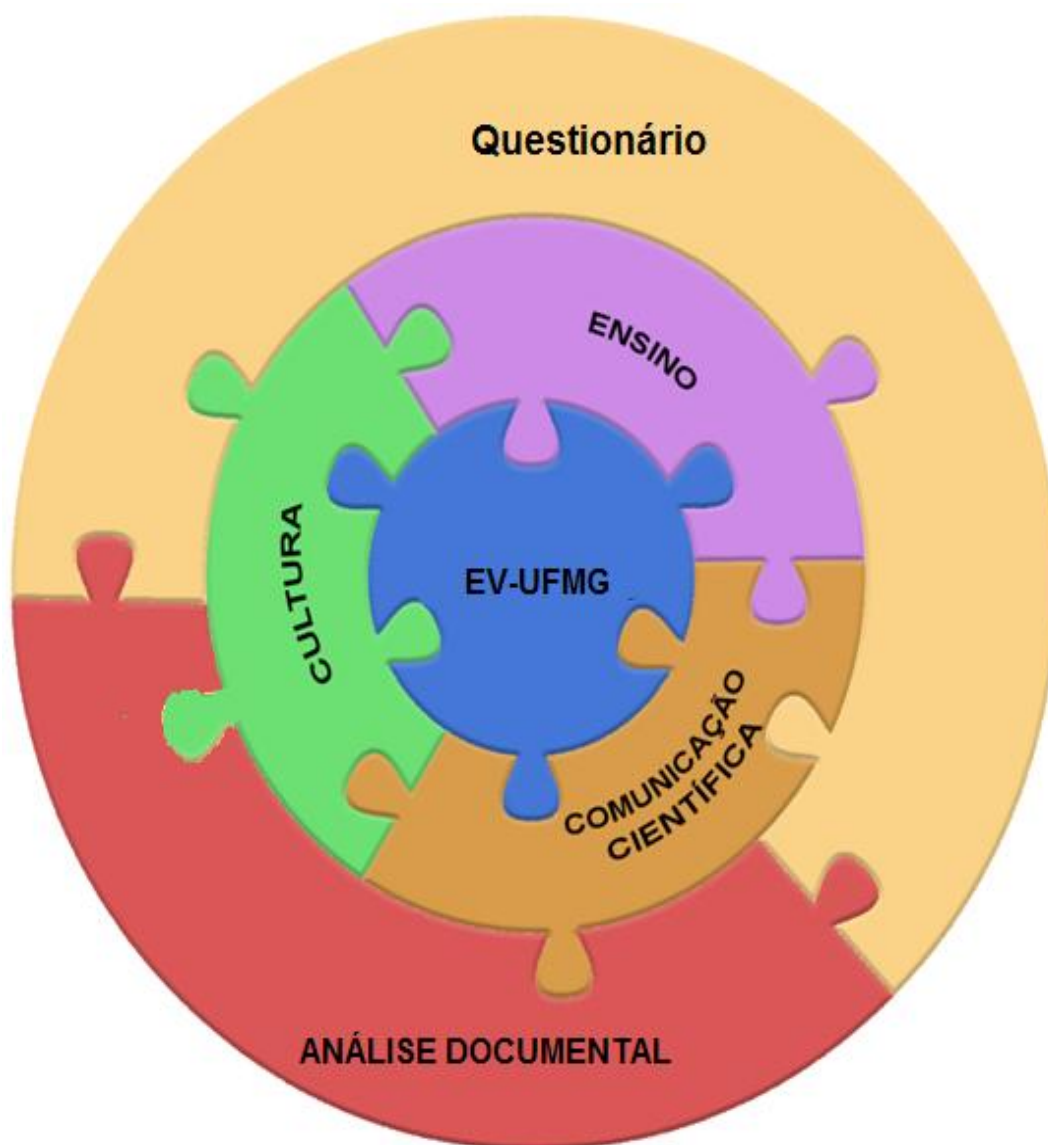 Questionário
ENSINO
CULTURA
EV-UFMG
COMUNICAÇÃO
CIENTÍFICA
ANÁLISE DOCUMENTAL